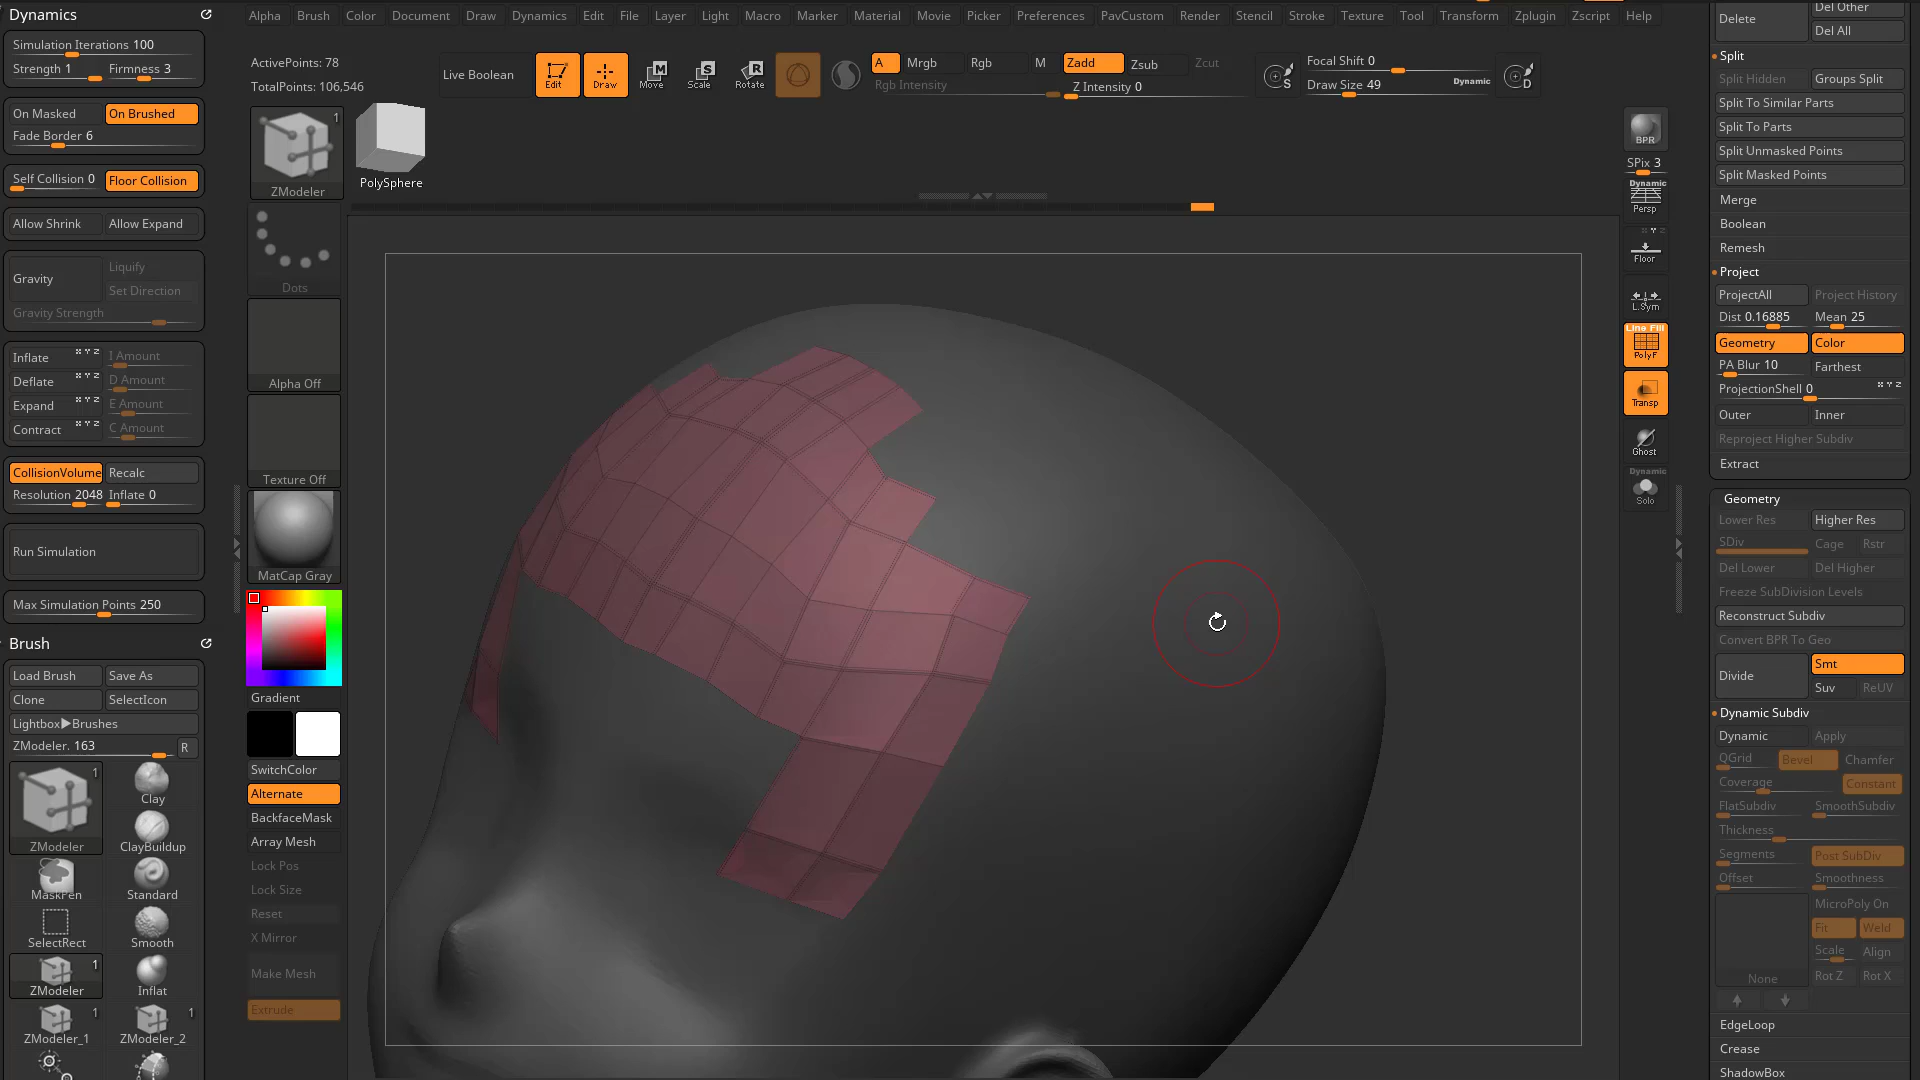 Dynamics
Simulation Iterations 100
Strength 1 Firmness 3
On Masked On Brushed
Fade Border 6
Self Collision 0 Floor Collision
Allow Shrink Allow Expand
Gravity Liquify
Set Direction
Gravity Strength
Inflate X Y Z I Amount
Deflate X Y Z D Amount
Expand X Y Z E Amount
Contract X Y Z C Amount
CollisionVolume Recalc
Resolution 2048 Inflate 0
Run Simulation
Max Simulation Points 250
Brush
Load Brush Save As
Clone SelectIcon
Lightbox▶Brushes
ZModeler. 163 R
1
ZModeler
Clay
ClayBuildup
MaskPen Standard
SelectRect Smooth
1
ZModeler Inflat
1 1
ZModeler_1 ZModeler_2
Alpha Brush Color Document Draw Dynamics Edit File Layer Light Macro Marker Material Movie Picker Preferences PavCustom Render Stencil Stroke Texture Tool Transform Zplugin Zscript Help
ActivePoints: 78
TotalPoints: 106,546
Live Boolean
Edit Draw Move Scale Rotate
M S R
A Mrgb Rgb M Zadd Zsub Zcut
Rgb Intensity Z Intensity 0
S
Focal Shift 0
Draw Size 49 Dynamic
D
1
ZModeler
PolySphere
Dots
Alpha Off
Texture Off
MatCap Gray
Gradient
SwitchColor
Alternate
BackfaceMask
Array Mesh
Lock Pos
Lock Size
Reset
X Mirror
Make Mesh
Extrude
BPR
SPix 3
Dynamic
Persp
Floor
L.Sym
Line Fill
PolyF
Transp
Ghost
Dynamic
Solo
Delete Del Other
Del All
Split
Split Hidden Groups Split
Split To Similar Parts
Split To Parts
Split Unmasked Points
Split Masked Points
Merge
Boolean
Remesh
Project
ProjectAll Project History
Dist 0.16885 Mean 25
Geometry Color
PA Blur 10 Farthest
ProjectionShell 0 X Y Z
Outer Inner
Reproject Higher Subdiv
Extract
Geometry
Lower Res Higher Res
SDiv Cage Rstr
Del Lower Del Higher
Freeze SubDivision Levels
Reconstruct Subdiv
Convert BPR To Geo
Divide Smt
Suv ReUV
Dynamic Subdiv
Dynamic Apply
QGrid Bevel Chamfer
Coverage Constant
FlatSubdiv SmoothSubdiv
Thickness
Segments Post SubDiv
Offset Smoothness
MicroPoly On
Fit Weld
Scale Align
None Rot Z Rot X
EdgeLoop
Crease
ShadowBox